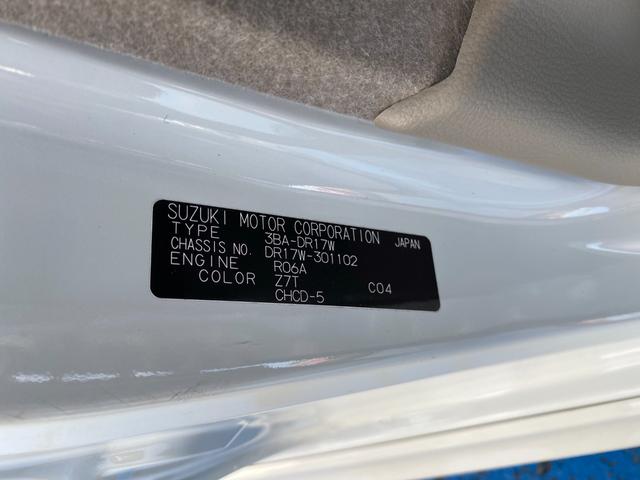 SUZUKI MOTOR CORPORATION JAPAN
TYPE 3BA-DR17W
CHASSIS NO. DR17W-301102
ENGINE R06A
COLOR Z7T C04
CHCD-5